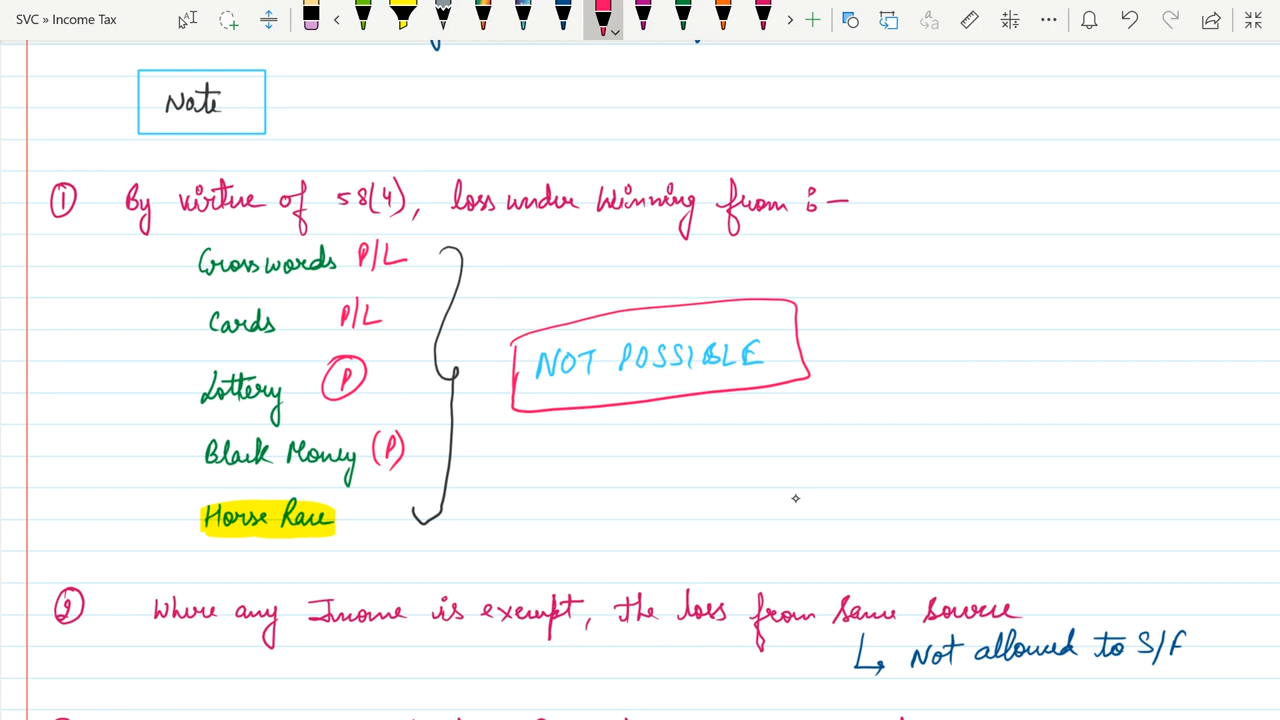 SVC » Income Tax
Note
① By virtue of 58(4), loss under Winning from :-
Crosswords P/L
Cards P/L
Lottery P
NOT POSSIBLE
Black Money (P)
Horse Race
② Where any Income is exempt, the loss from same source
↳ Not allowed to S/F